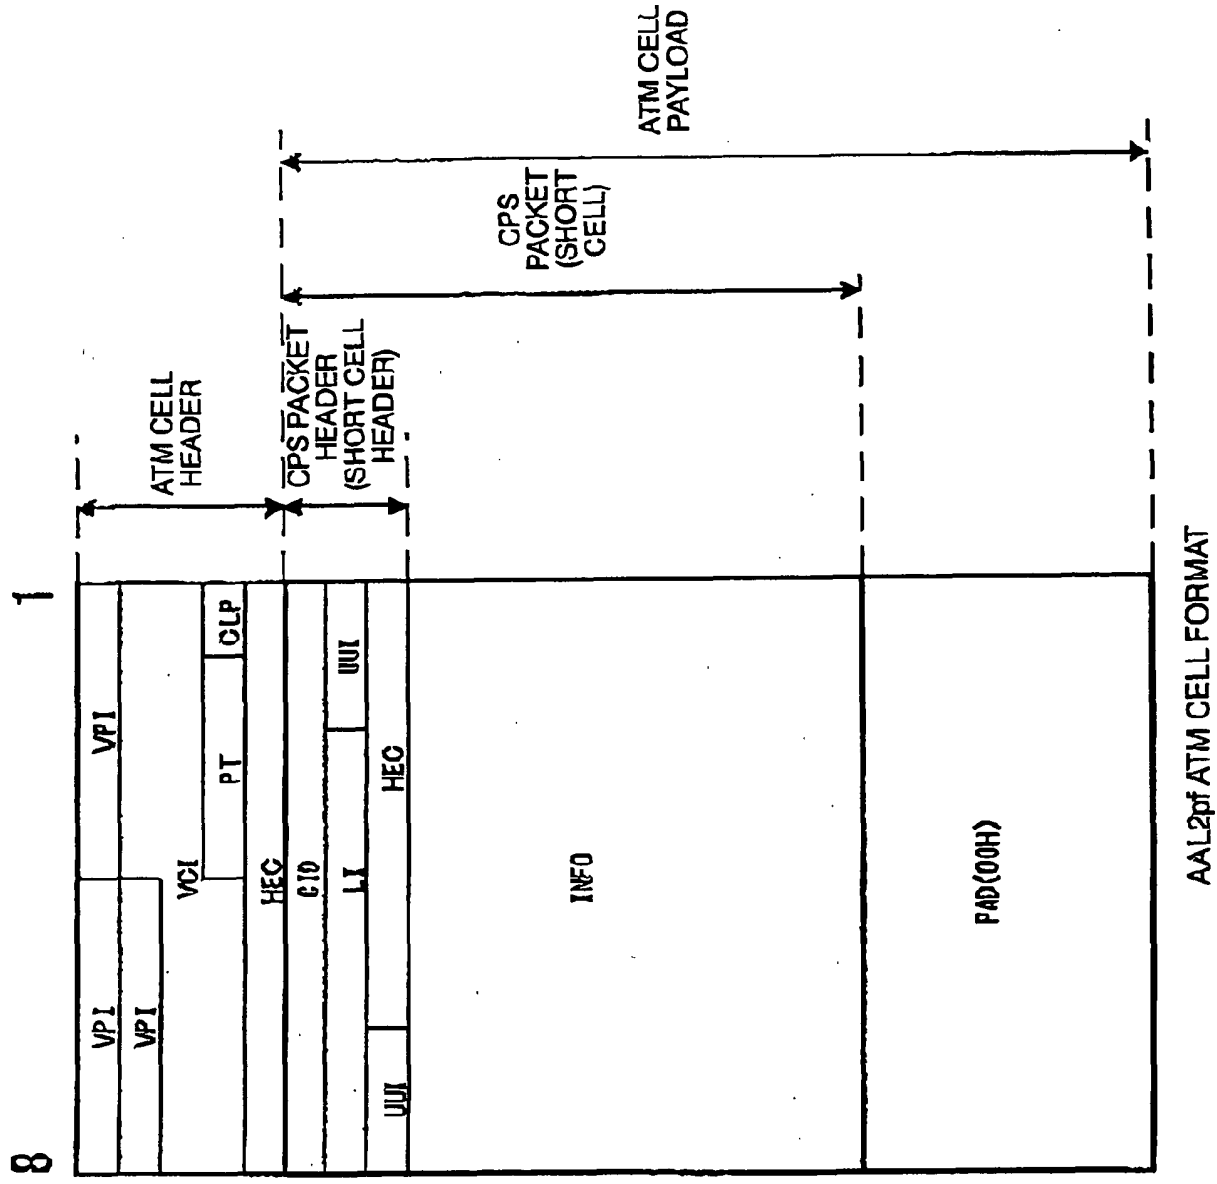 8 1
VPI VPI
VPI
VCI
PT CLP
HEC
CID
LI UUI
UUI HEC
INFO
PAD(00H)
ATM CELL
HEADER
CPS PACKET
HEADER
(SHORT CELL
HEADER)
CPS
PACKET
(SHORT
CELL)
ATM CELL
PAYLOAD
AAL2pf ATM CELL FORMAT